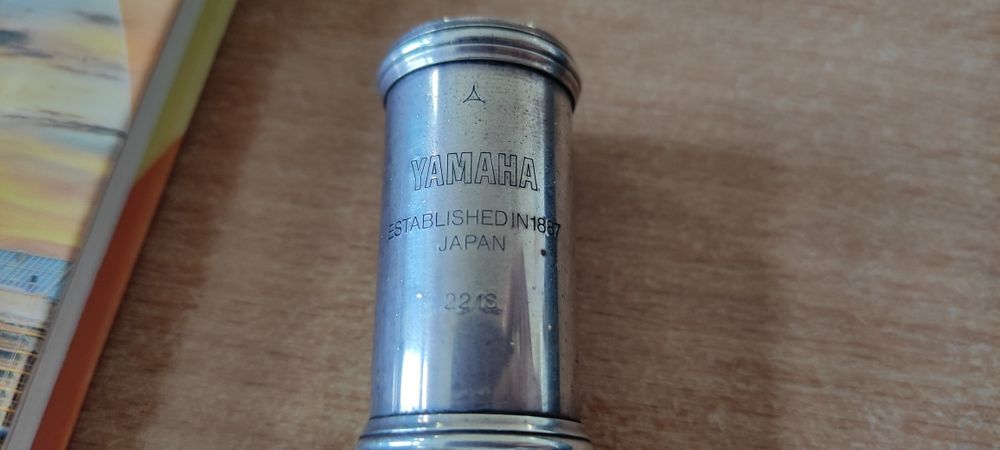 YAMAHA
ESTABLISHED IN 1887
JAPAN
221S